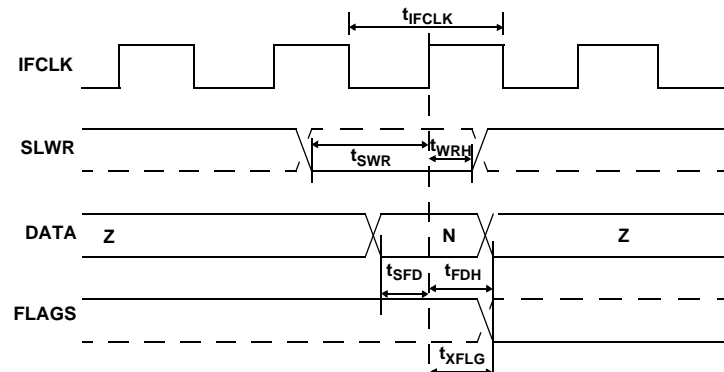 tIFCLK
IFCLK
SLWR
tSWR
tWRH
DATA
Z
N
Z
tSFD
tFDH
FLAGS
tXFLG